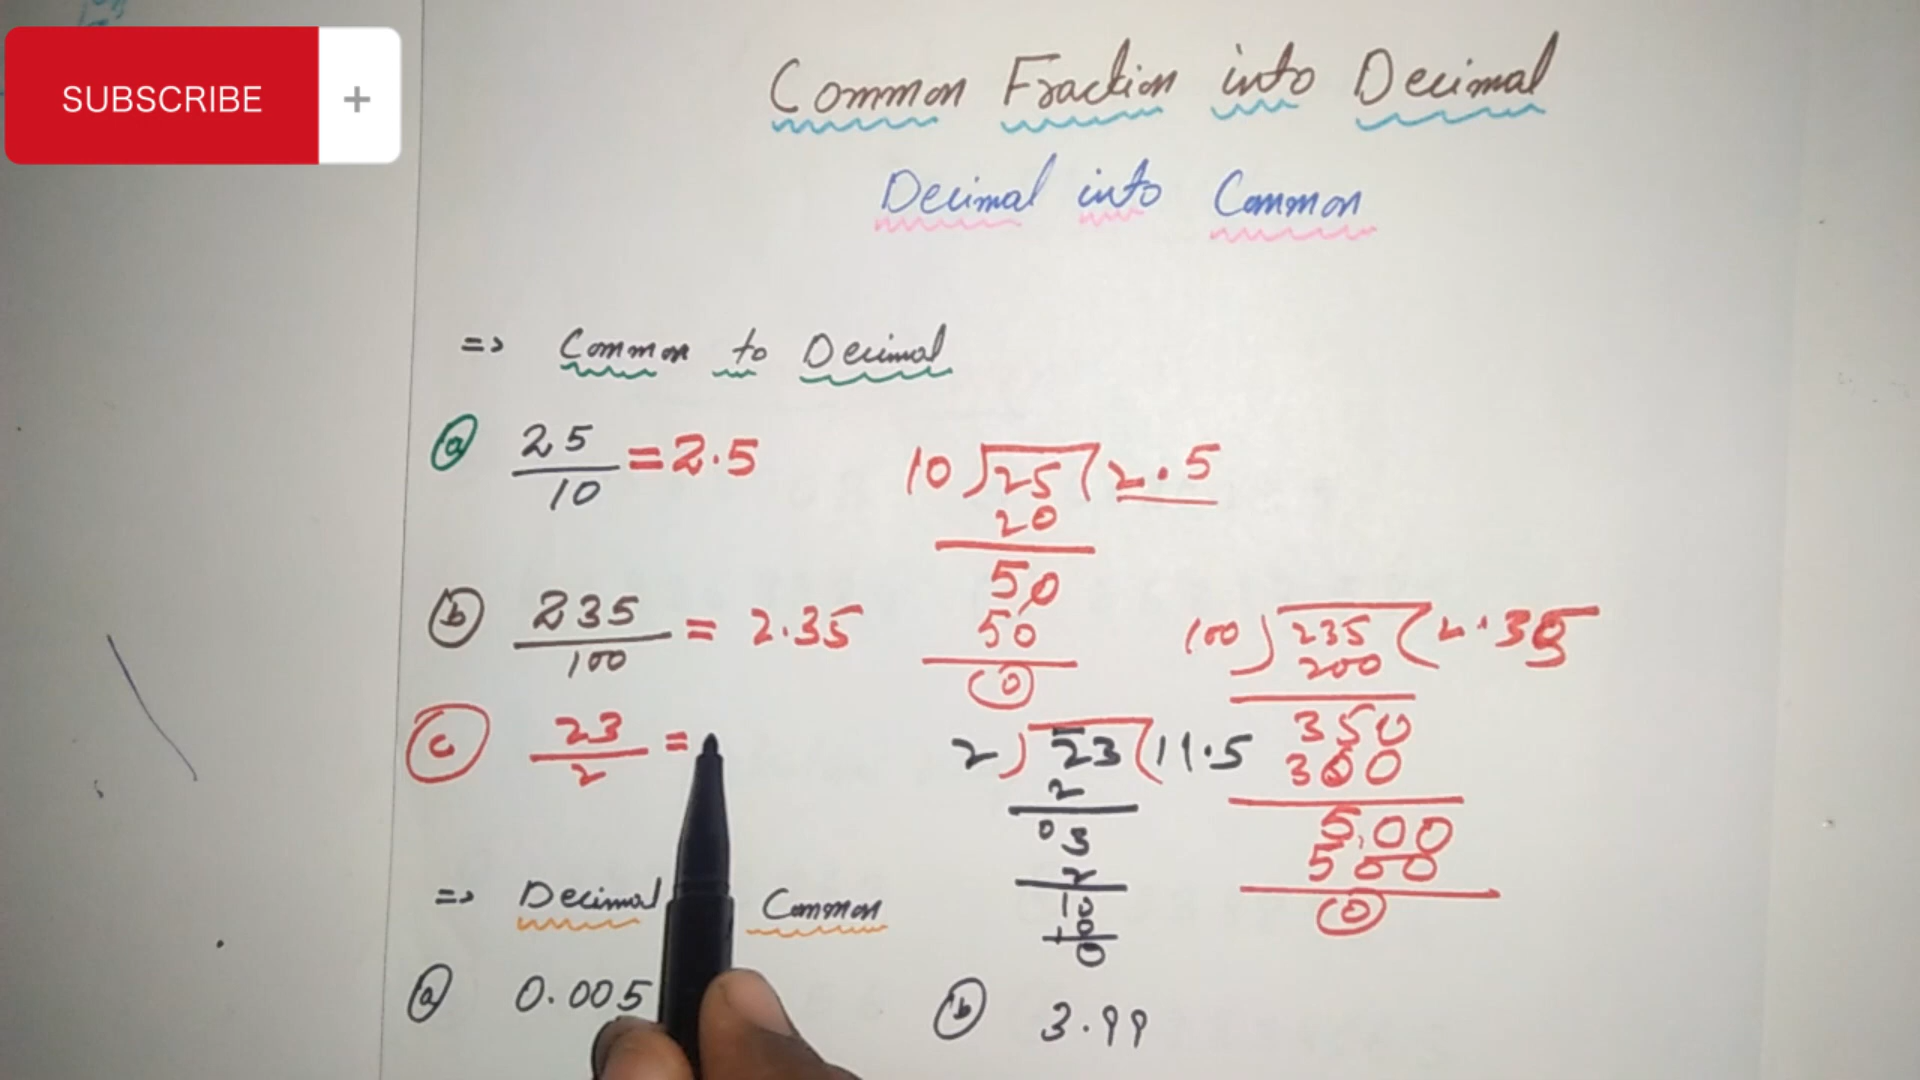 SUBSCRIBE +
Common Fraction into Decimal
Decimal into Common
=> Common to Decimal
a 25/10 = 2.5
10 ) 25 ( 2.5
20
50
50
0
b 235/100 = 2.35
100 ) 235 ( 2.35
200
350
300
500
500
0
c 23/2 =
2 ) 23 ( 11.5
2
03
2
10
10
0
=> Decimal Common
a 0.005
b 3.99